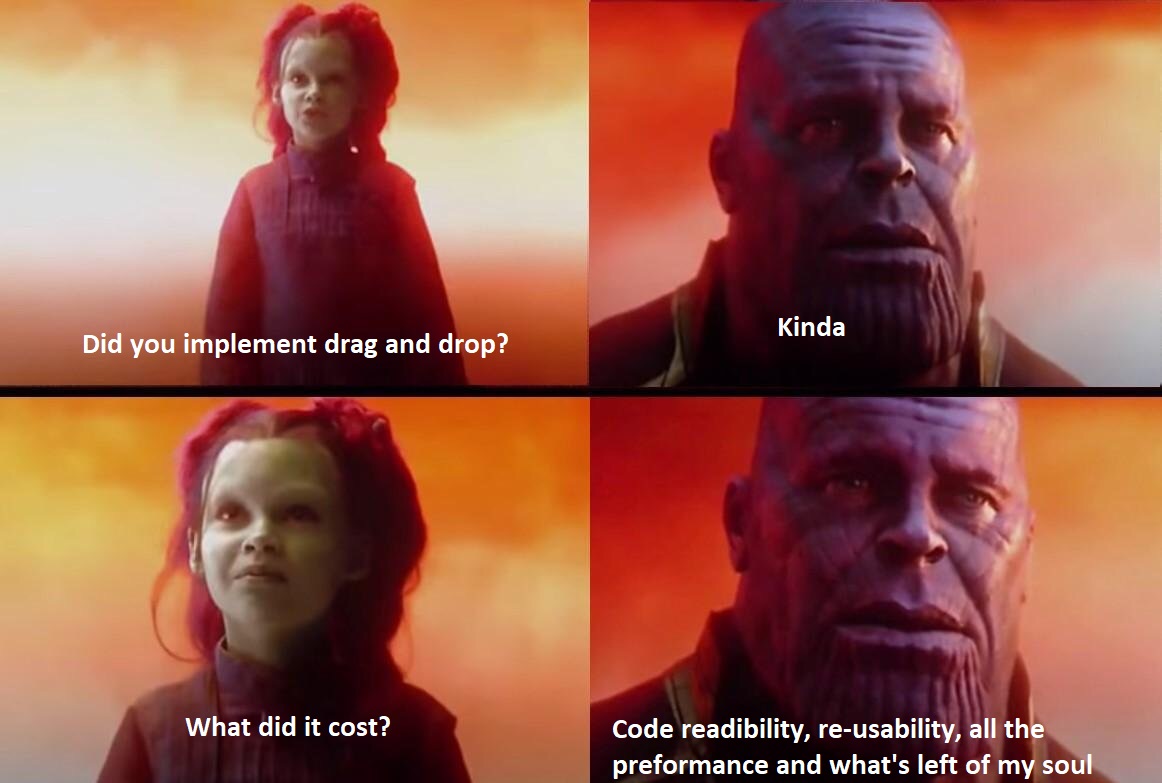 Did you implement drag and drop?
Kinda
What did it cost?
Code readibility, re-usability, all the
preformance and what's left of my soul